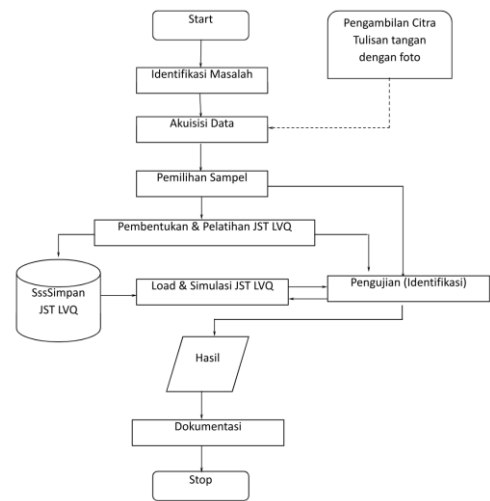 Start
Pengambilan Citra
Tulisan tangan
dengan foto
Identifikasi Masalah
Akuisisi Data
Pemilihan Sampel
Pembentukan & Pelatihan JST LVQ
SssSimpan
JST LVQ
Load & Simulasi JST LVQ
Pengujian (Identifikasi)
Hasil
Dokumentasi
Stop